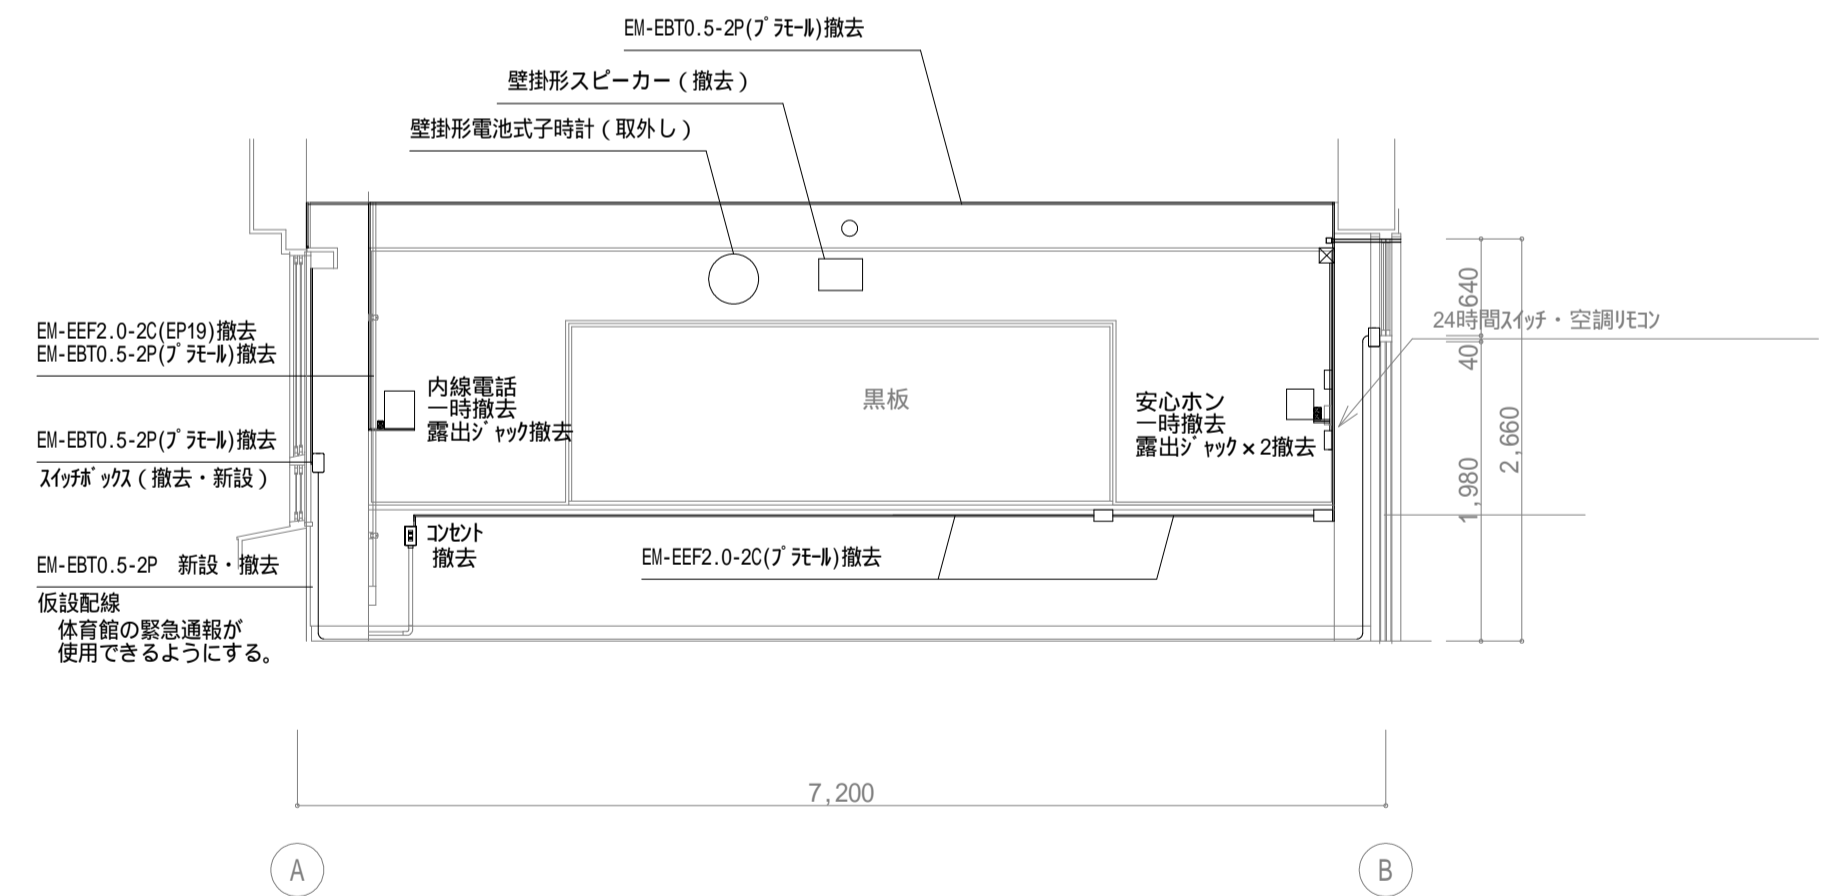 EM-EBT0.5-2P(ﾌﾟﾗﾓｰﾙ)撤去
壁掛形スピーカー（撤去）
壁掛形電池式子時計（取外し）
EM-EEF2.0-2C(EP19)撤去
EM-EBT0.5-2P(ﾌﾟﾗﾓｰﾙ)撤去
EM-EBT0.5-2P(ﾌﾟﾗﾓｰﾙ)撤去
ｽｲｯﾁﾎﾞｯｸｽ（撤去・新設）
EM-EBT0.5-2P　新設・撤去
仮設配線
体育館の緊急通報が
使用できるようにする。
内線電話
一時撤去
露出ｼﾞｬｯｸ撤去
黒板
安心ホン
一時撤去
露出ｼﾞｬｯｸ×2撤去
ｺﾝｾﾝﾄ
撤去
EM-EEF2.0-2C(ﾌﾟﾗﾓｰﾙ)撤去
24時間ｽｲｯﾁ・空調ﾘﾓｺﾝ
640
40
1,980
2,660
7,200
A
B